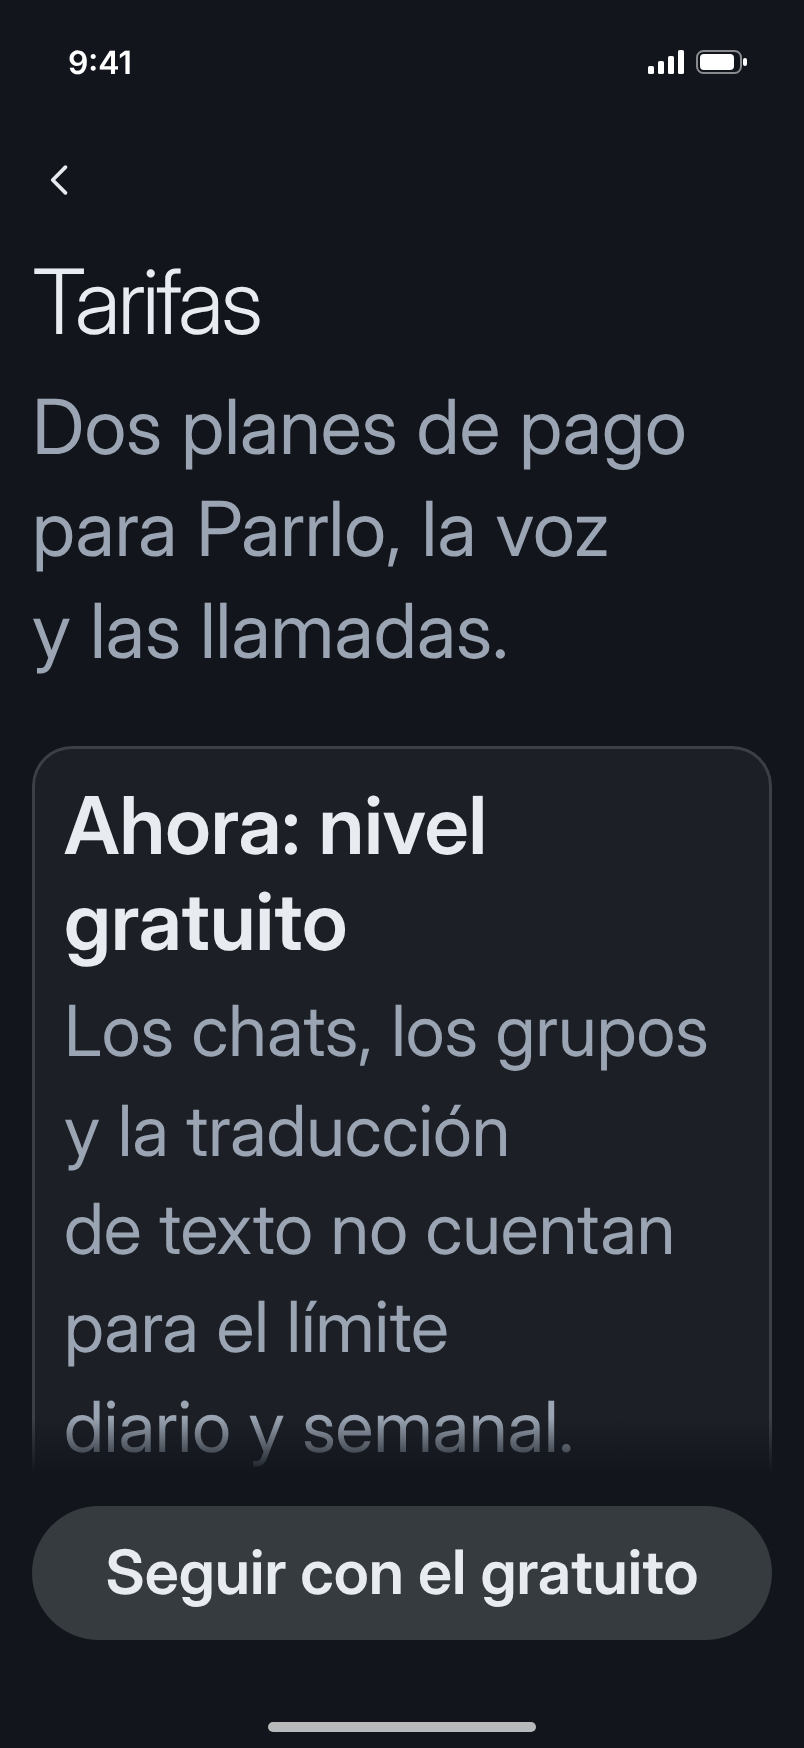 9:41
Tarifas
Dos planes de pago
para Parrlo, la voz
y las llamadas.
Ahora: nivel
gratuito
Los chats, los grupos
y la traducción
de texto no cuentan
para el límite
diario y semanal.
Seguir con el gratuito